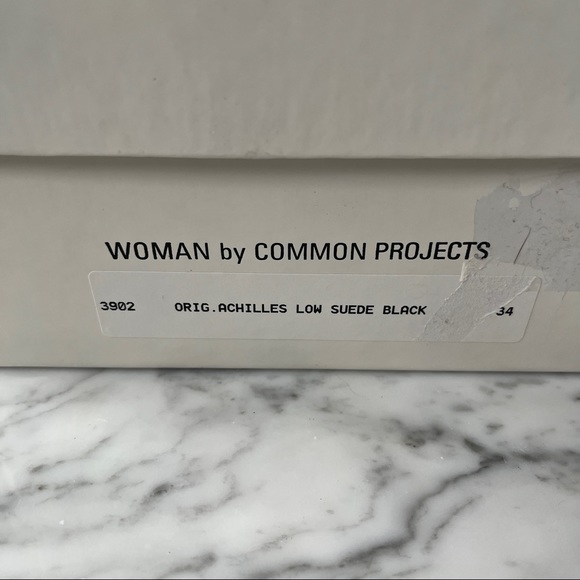 WOMAN by COMMON PROJECTS
3902 ORIG.ACHILLES LOW SUEDE BLACK 34